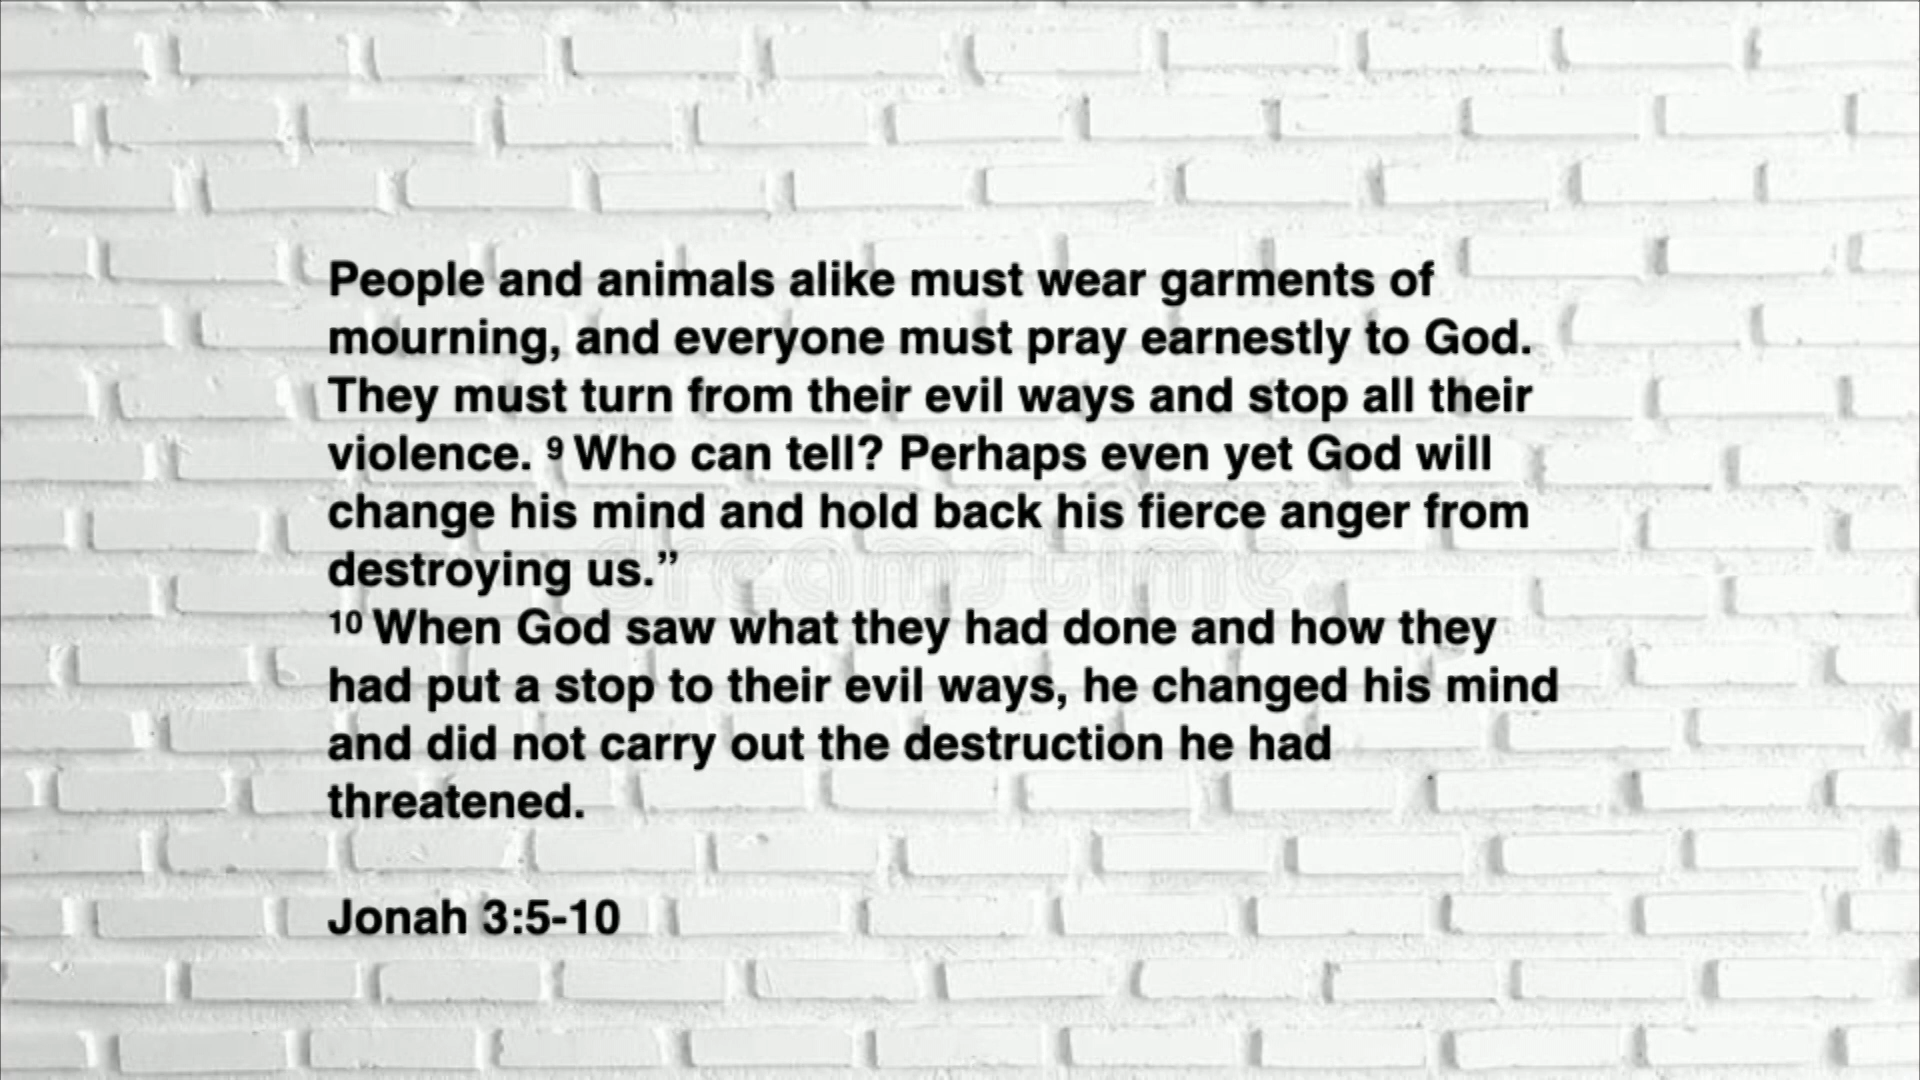 People and animals alike must wear garments of
mourning, and everyone must pray earnestly to God.
They must turn from their evil ways and stop all their
violence. ⁹ Who can tell? Perhaps even yet God will
change his mind and hold back his fierce anger from
destroying us.”
dreamstime.
¹⁰ When God saw what they had done and how they
had put a stop to their evil ways, he changed his mind
and did not carry out the destruction he had
threatened.
Jonah 3:5-10